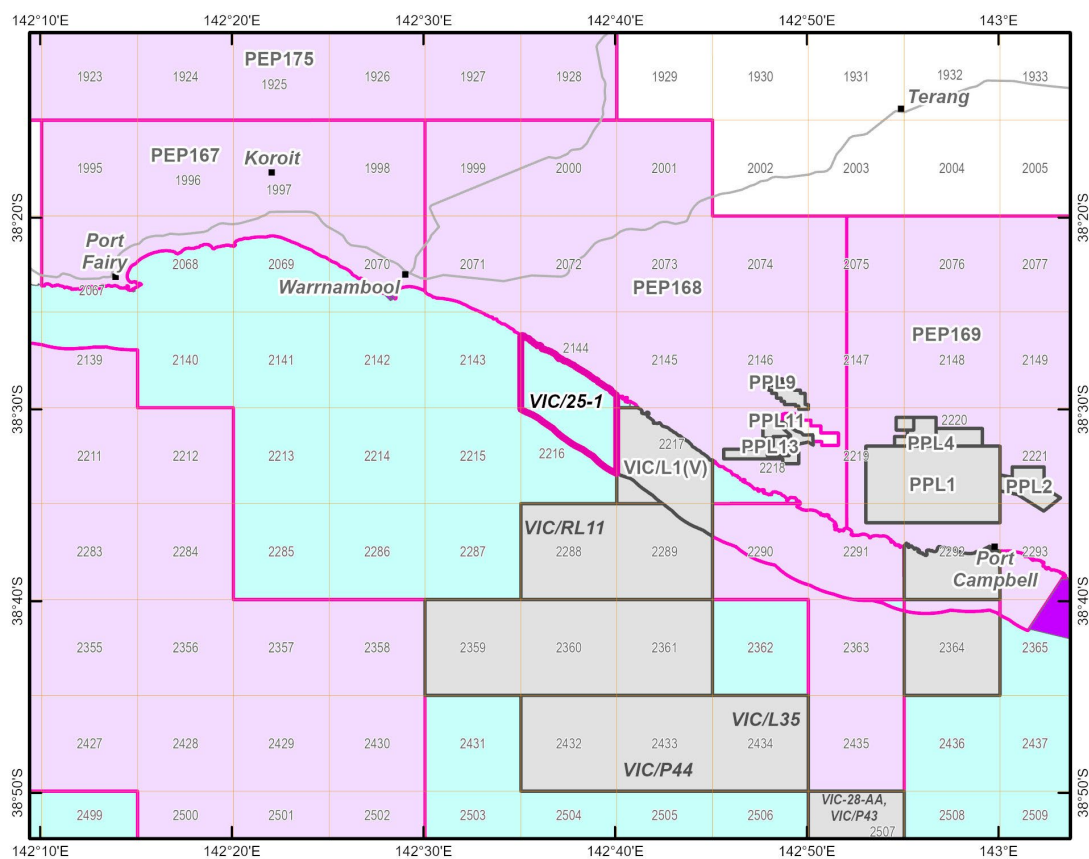 142°10'E 142°20'E 142°30'E 142°40'E 142°50'E 143°E
1923 1924 PEP175 1926 1927 1928 1929 1930 1931 1932 1933
1925
Terang
PEP167 Koroit
1995 1996 1997 1998 1999 2000 2001 2002 2003 2004 2005
38°20'S 38°20'S
Port
Fairy
2067 2068 2069 2070 2071 2072 2073 2074 2075 2076 2077
Warrnambool PEP168
PEP169
2139 2140 2141 2142 2143 2144 2145 2146 2147 2148 2149
PPL9
VIC/25-1
38°30'S 38°30'S
PPL11 2220
PPL13 PPL4
2211 2212 2213 2214 2215 2216 2217 2218 2219 2221
VIC/L1(V) PPL1 PPL2
VIC/RL11
2283 2284 2285 2286 2287 2288 2289 2290 2291 2292 2293
Port
Campbell
38°40'S 38°40'S
2355 2356 2357 2358 2359 2360 2361 2362 2363 2364 2365
VIC/L35
2427 2428 2429 2430 2431 2432 2433 2434 2435 2436 2437
VIC/P44
38°50'S 38°50'S
VIC-28-AA,
VIC/P43
2499 2500 2501 2502 2503 2504 2505 2506 2507 2508 2509
142°10'E 142°20'E 142°30'E 142°40'E 142°50'E 143°E